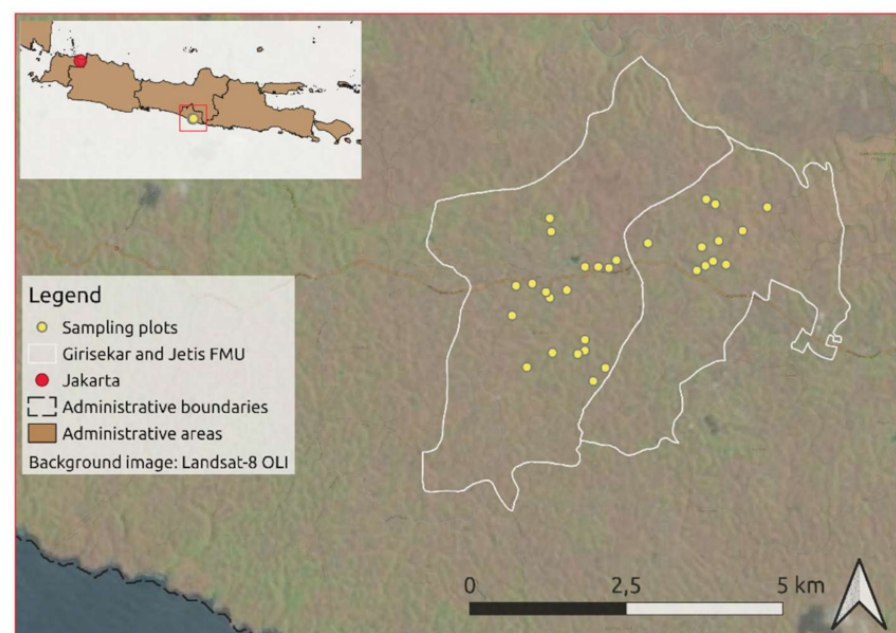 Legend
Sampling plots
Girisekar and Jetis FMU
Jakarta
Administrative boundaries
Administrative areas
Background image: Landsat-8 OLI
0 2,5 5 km